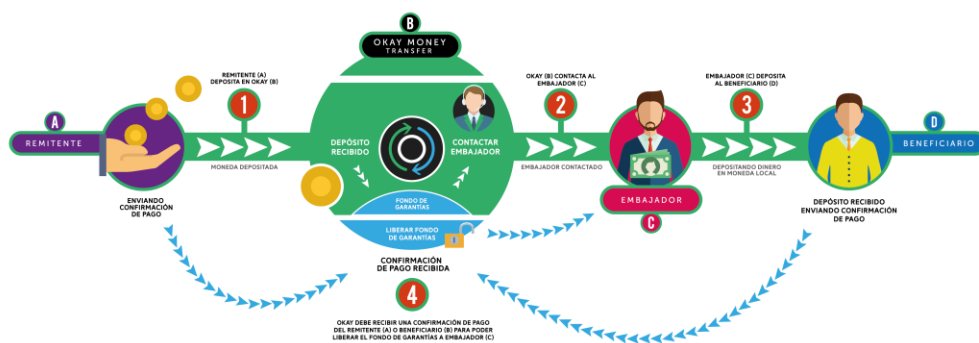 A
REMITENTE
ENVIANDO
CONFIRMACIÓN
DE PAGO
REMITENTE (A)
DEPOSITA EN OKAY (B)
1
MONEDA DEPOSITADA
B
OKAY MONEY
TRANSFER
DEPÓSITO
RECIBIDO
CONTACTAR
EMBAJADOR
FONDO DE
GARANTÍAS
LIBERAR FONDO
DE GARANTÍAS
CONFIRMACIÓN
DE PAGO RECIBIDA
4
OKAY DEBE RECIBIR UNA CONFIRMACIÓN DE PAGO
DEL REMITENTE (A) O BENEFICIARIO (B) PARA PODER
LIBERAR EL FONDO DE GARANTÍAS A EMBAJADOR (C)
OKAY (B) CONTACTA AL
EMBAJADOR (C)
2
EMBAJADOR CONTACTADO
EMBAJADOR
C
EMBAJADOR (C) DEPOSITA
AL BENEFICIARIO (D)
3
DEPOSITANDO DINERO
EN MONEDA LOCAL
D
BENEFICIARIO
DEPÓSITO RECIBIDO
ENVIANDO CONFIRMACIÓN
DE PAGO